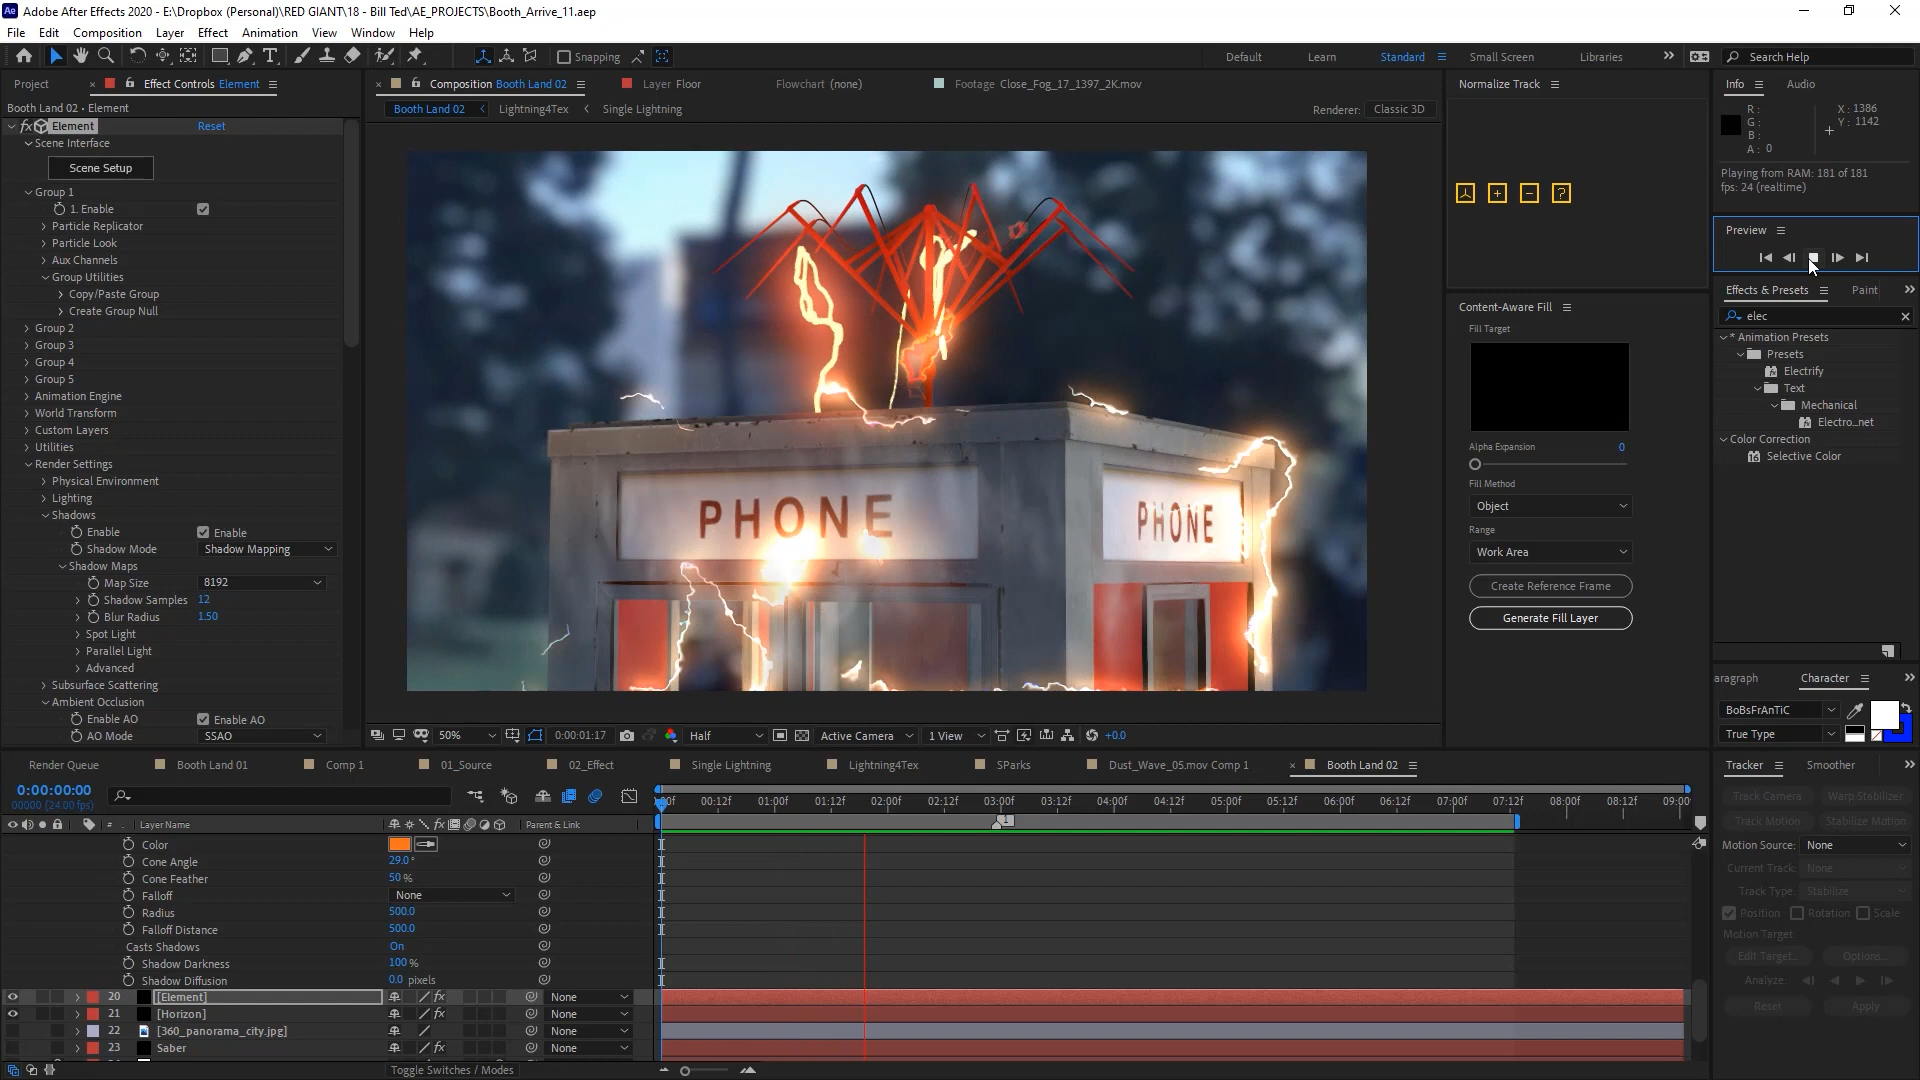 Ae Adobe After Effects 2020 - E:\Dropbox (Personal)\RED GIANT\18 - Bill Ted\AE_PROJECTS\Booth_Arrive_11.aep
File Edit Composition Layer Effect Animation View Window Help
Snapping Default Learn Standard Small Screen Libraries Search Help
Project Effect Controls Element
Booth Land 02 • Element
fx Element Reset
Scene Interface
Scene Setup
Group 1
1. Enable
Particle Replicator
Particle Look
Aux Channels
Group Utilities
Copy/Paste Group
Create Group Null
Group 2
Group 3
Group 4
Group 5
Animation Engine
World Transform
Custom Layers
Utilities
Render Settings
Physical Environment
Lighting
Shadows
Enable Enable
Shadow Mode Shadow Mapping
Shadow Maps
Map Size 8192
Shadow Samples 12
Blur Radius 1.50
Spot Light
Parallel Light
Advanced
Subsurface Scattering
Ambient Occlusion
Enable AO Enable AO
AO Mode SSAO
Composition Booth Land 02 Layer Floor Flowchart (none) Footage Close_Fog_17_1397_2K.mov
Booth Land 02 Lightning4Tex Single Lightning Renderer: Classic 3D
PHONE
PHONE
50% 0:00:01:17 Half Active Camera 1 View +0.0
Normalize Track
+ − ?
Content-Aware Fill
Fill Target
Alpha Expansion 0
Fill Method
Object
Range
Work Area
Create Reference Frame
Generate Fill Layer
Info Audio
R : X : 1386
G : Y : 1142
B :
A : 0
Playing from RAM: 181 of 181
fps: 24 (realtime)
Preview
Effects & Presets Paint
elec
* Animation Presets
Presets
Electrify
Text
Mechanical
Electro...net
Color Correction
Selective Color
aragraph Character
BoBsFrAnTiC
True Type
Render Queue Booth Land 01 Comp 1 01_Source 02_Effect Single Lightning Lightning4Tex SParks Dust_Wave_05.mov Comp 1 Booth Land 02
0:00:00:00
00000 (24.00 fps)
:00f 00:12f 01:00f 01:12f 02:00f 02:12f 03:00f 03:12f 04:00f 04:12f 05:00f 05:12f 06:00f 06:12f 07:00f 07:12f 08:00f 08:12f 09:00f
# Layer Name fx Parent & Link
1
Color
Cone Angle 29.0°
Cone Feather 50 %
Falloff None
Radius 500.0
Falloff Distance 500.0
Casts Shadows On
Shadow Darkness 100 %
Shadow Diffusion 0.0 pixels
20 [Element] fx None
21 [Horizon] fx None
22 [360_panorama_city.jpg] None
23 Saber fx None
Toggle Switches / Modes
Tracker Smoother
Track Camera Warp Stabilizer
Track Motion Stabilize Motion
Motion Source: None
Current Track: None
Track Type: Stabilize
Position Rotation Scale
Motion Target:
Edit Target... Options...
Analyze:
Reset Apply